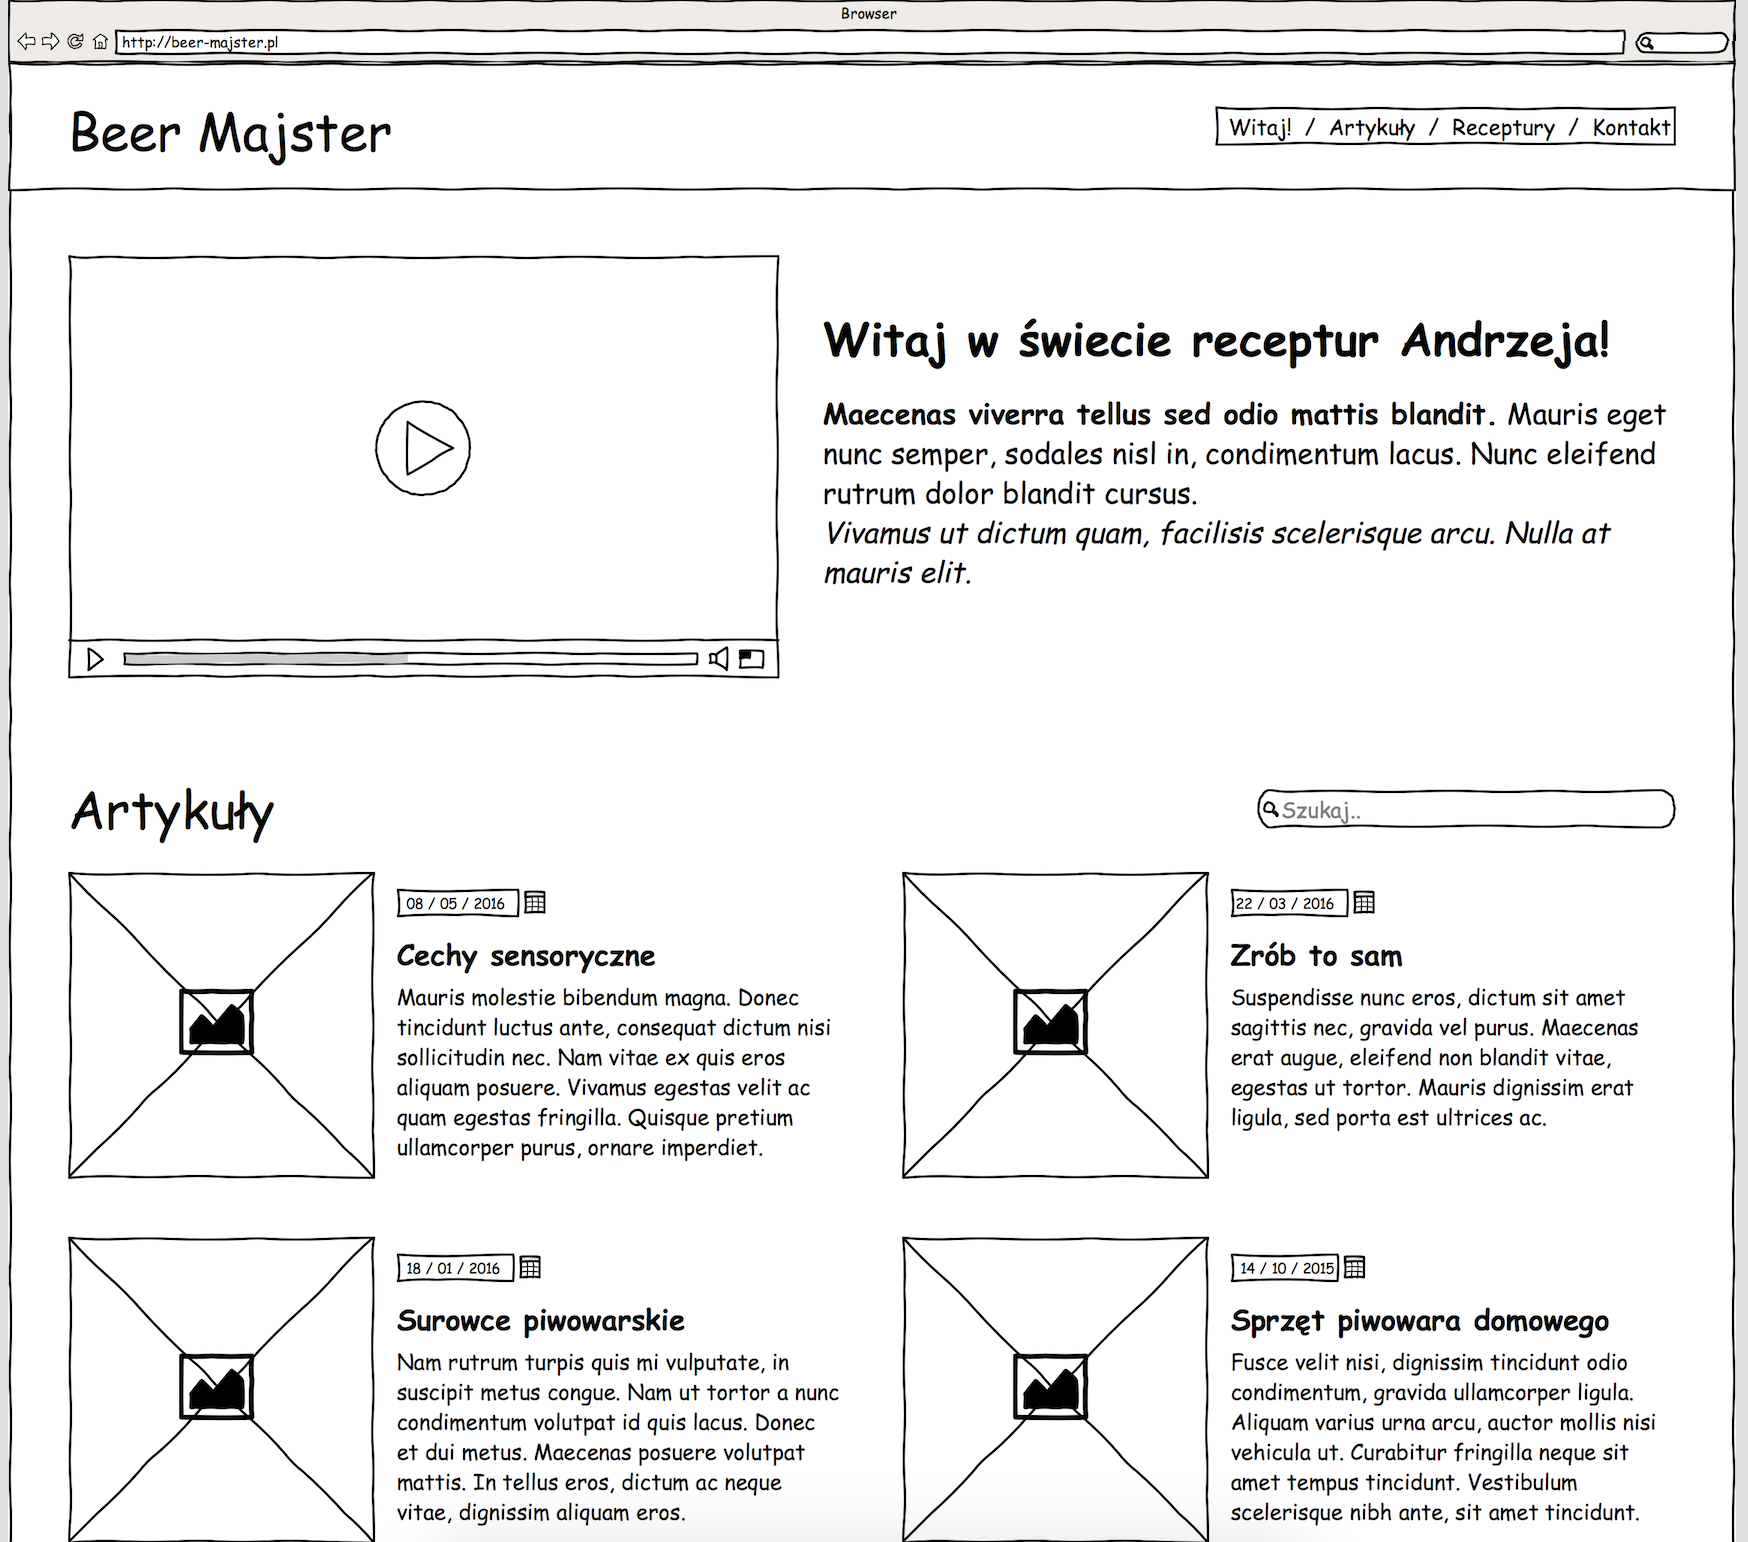 Browser
http://beer-majster.pl
Beer Majster
Witaj! / Artykuły / Receptury / Kontakt
Witaj w świecie receptur Andrzeja!
Maecenas viverra tellus sed odio mattis blandit. Mauris eget
nunc semper, sodales nisl in, condimentum lacus. Nunc eleifend
rutrum dolor blandit cursus.
Vivamus ut dictum quam, facilisis scelerisque arcu. Nulla at
mauris elit.
Artykuły
Szukaj..
08 / 05 / 2016
Cechy sensoryczne
Mauris molestie bibendum magna. Donec
tincidunt luctus ante, consequat dictum nisi
sollicitudin nec. Nam vitae ex quis eros
aliquam posuere. Vivamus egestas velit ac
quam egestas fringilla. Quisque pretium
ullamcorper purus, ornare imperdiet.
22 / 03 / 2016
Zrób to sam
Suspendisse nunc eros, dictum sit amet
sagittis nec, gravida vel purus. Maecenas
erat augue, eleifend non blandit vitae,
egestas ut tortor. Mauris dignissim erat
ligula, sed porta est ultrices ac.
18 / 01 / 2016
Surowce piwowarskie
Nam rutrum turpis quis mi vulputate, in
suscipit metus congue. Nam ut tortor a nunc
condimentum volutpat id quis lacus. Donec
et dui metus. Maecenas posuere volutpat
mattis. In tellus eros, dictum ac neque
vitae, dignissim aliquam eros.
14 / 10 / 2015
Sprzęt piwowara domowego
Fusce velit nisi, dignissim tincidunt odio
condimentum, gravida ullamcorper ligula.
Aliquam varius urna arcu, auctor mollis nisi
vehicula ut. Curabitur fringilla neque sit
amet tempus tincidunt. Vestibulum
scelerisque nibh ante, sit amet tincidunt.